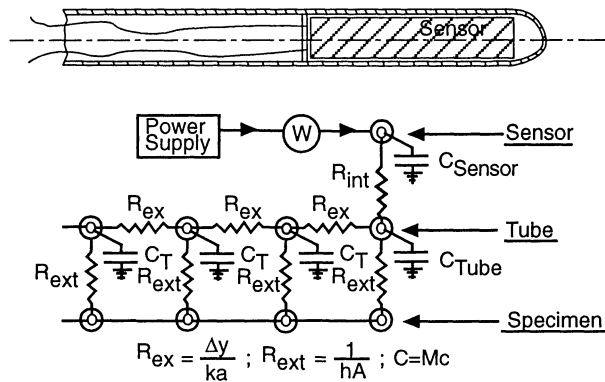 Sensor
Power
Supply
W
Sensor
C_Sensor
R_int
R_ex R_ex R_ex
Tube
C_T C_T C_T C_Tube
R_ext R_ext R_ext R_ext
Specimen
R_ex = Δy/ka ; R_ext = 1/hA ; C=Mc